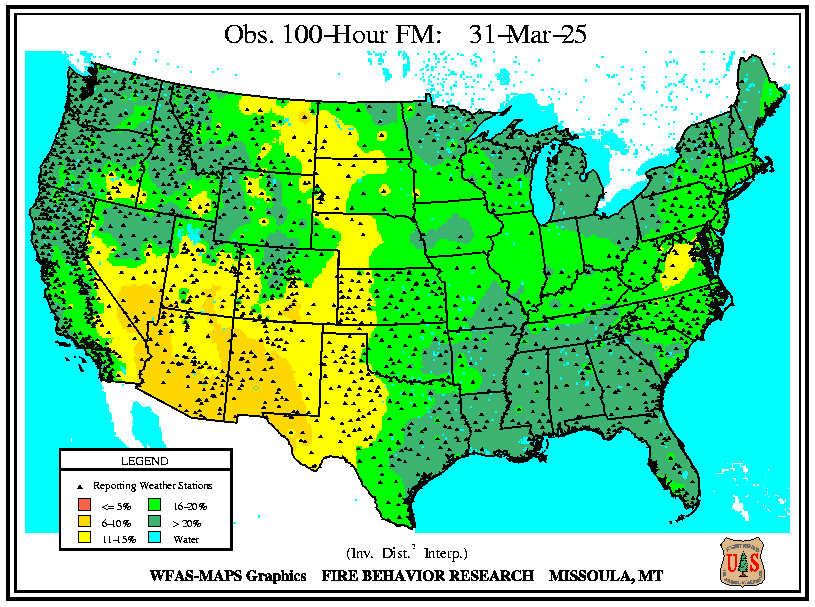 Obs. 100-Hour FM: 31-Mar-25
LEGEND
Reporting Weather Stations
<= 5%
16-20%
6-10%
> 20%
11-15%
Water
(Inv. Dist.² Interp.)
WFAS-MAPS Graphics FIRE BEHAVIOR RESEARCH MISSOULA, MT
U S